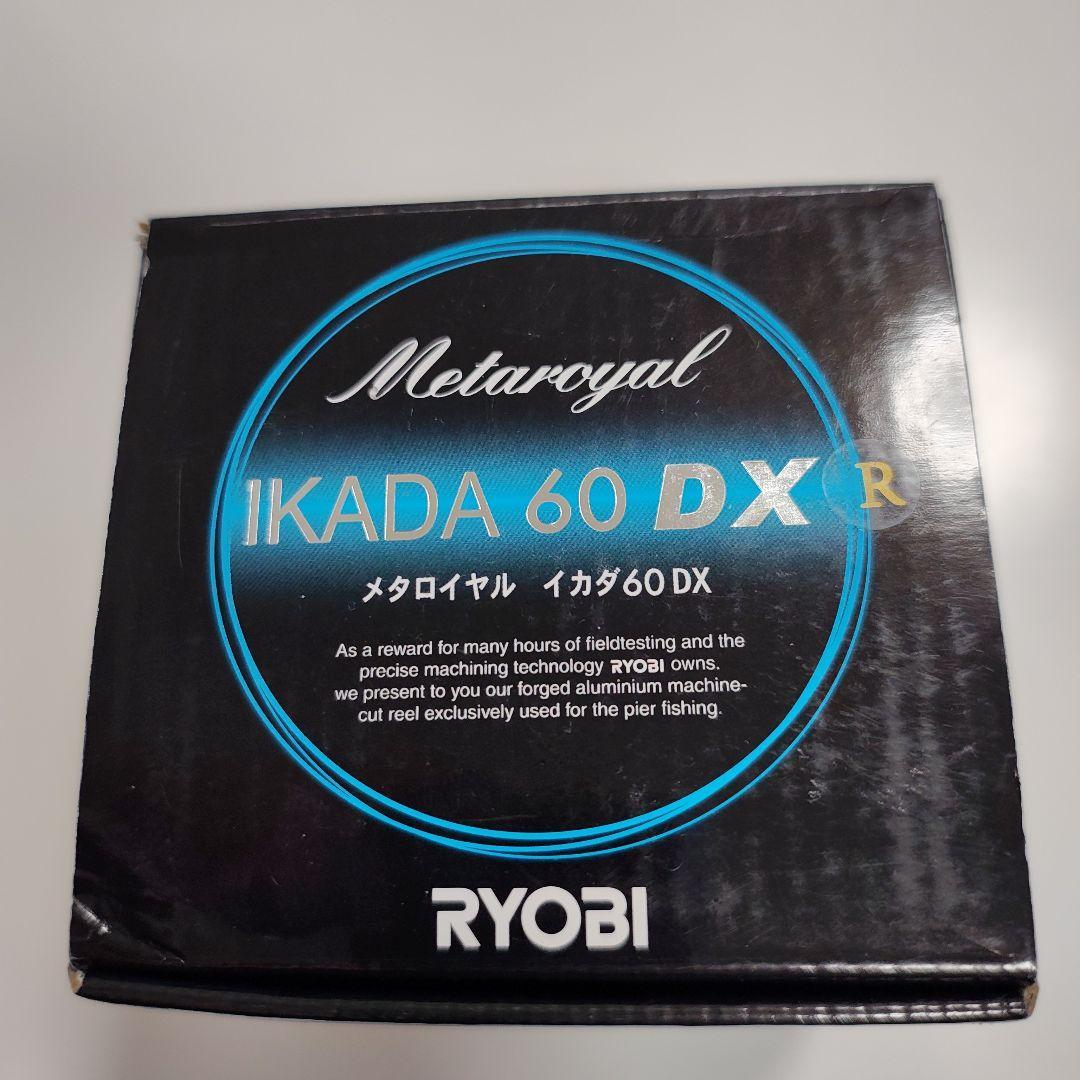 Metaroyal
IKADA 60 DX R
メタロイヤル イカダ60 DX
As a reward for many hours of fieldtesting and the
precise machining technology RYOBI owns.
we present to you our forged aluminium machine-
cut reel exclusively used for the pier fishing.
RYOBI